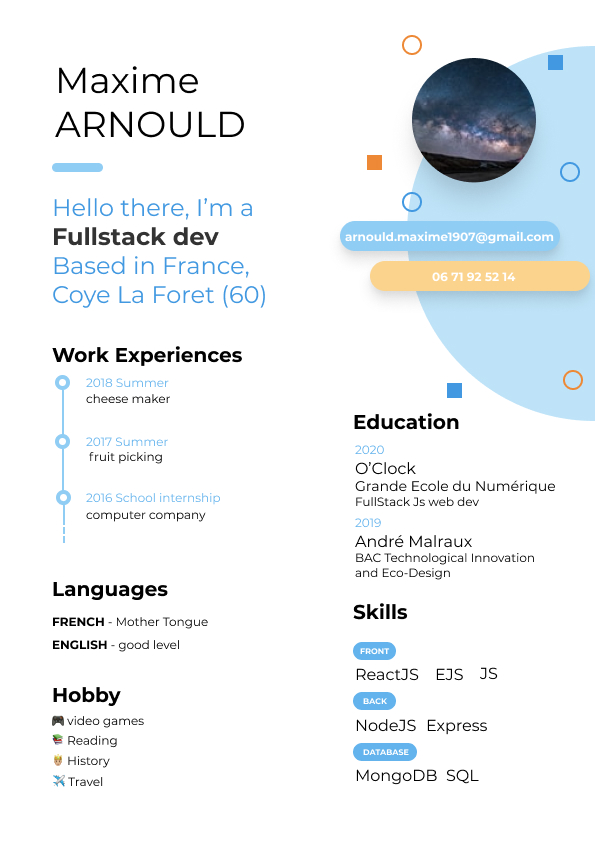 Maxime
ARNOULD
Hello there, I’m a
Fullstack dev
Based in France,
Coye La Foret (60)
arnould.maxime1907@gmail.com
06 71 92 52 14
Work Experiences
2018 Summer
cheese maker
2017 Summer
fruit picking
2016 School internship
computer company
Languages
FRENCH - Mother Tongue
ENGLISH - good level
Hobby
🎮 video games
📚 Reading
🤴 History
✈️ Travel
Education
2020
O’Clock
Grande Ecole du Numérique
FullStack Js web dev
2019
André Malraux
BAC Technological Innovation
and Eco-Design
Skills
FRONT
ReactJS EJS JS
BACK
NodeJS Express
DATABASE
MongoDB SQL